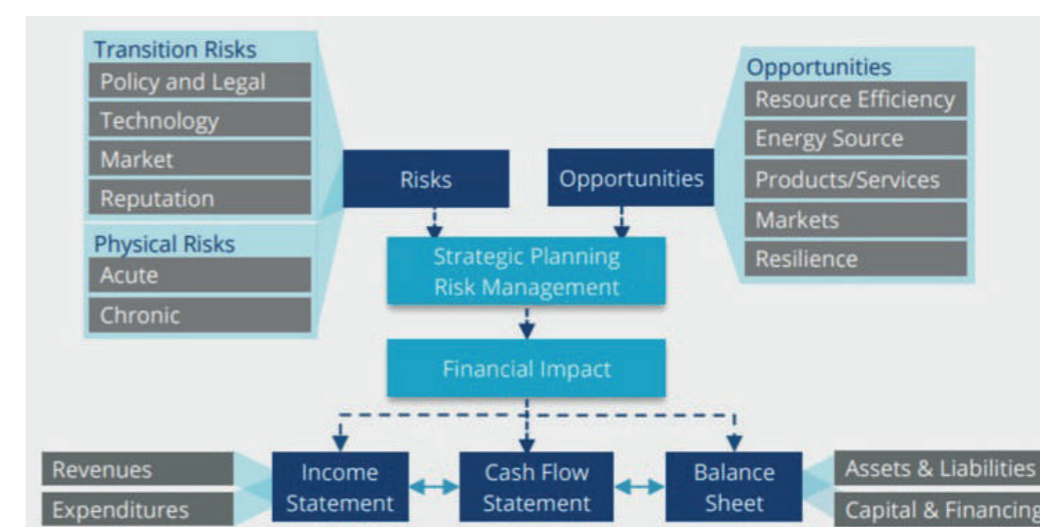 Transition Risks
Policy and Legal
Technology
Market
Reputation
Physical Risks
Acute
Chronic
Risks
Opportunities
Opportunities
Resource Efficiency
Energy Source
Products/Services
Markets
Resilience
Strategic Planning
Risk Management
Financial Impact
Revenues
Expenditures
Income
Statement
Cash Flow
Statement
Balance
Sheet
Assets & Liabilities
Capital & Financing